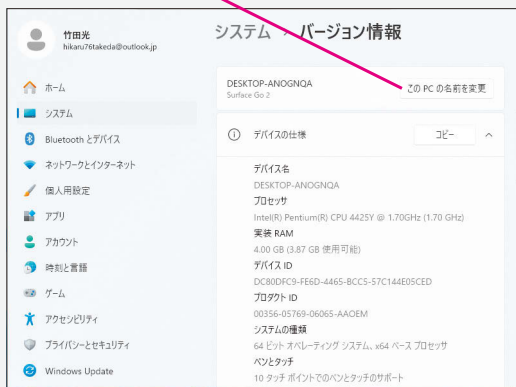 竹田光
hikaru76takeda@outlook.jp
ホーム
システム
Bluetooth とデバイス
ネットワークとインターネット
個人用設定
アプリ
アカウント
時刻と言語
ゲーム
アクセシビリティ
プライバシーとセキュリティ
Windows Update
システム › バージョン情報
DESKTOP-ANOGNQA
Surface Go 2
この PC の名前を変更
デバイスの仕様
コピー
デバイス名
DESKTOP-ANOGNQA
プロセッサ
Intel(R) Pentium(R) CPU 4425Y @ 1.70GHz (1.70 GHz)
実装 RAM
4.00 GB (3.87 GB 使用可能)
デバイス ID
DC80DFC9-FE6D-4465-BCC5-57C144E05CED
プロダクト ID
00356-05769-06065-AAOEM
システムの種類
64 ビット オペレーティング システム、x64 ベース プロセッサ
ペンとタッチ
10 タッチ ポイントでのペンとタッチのサポート